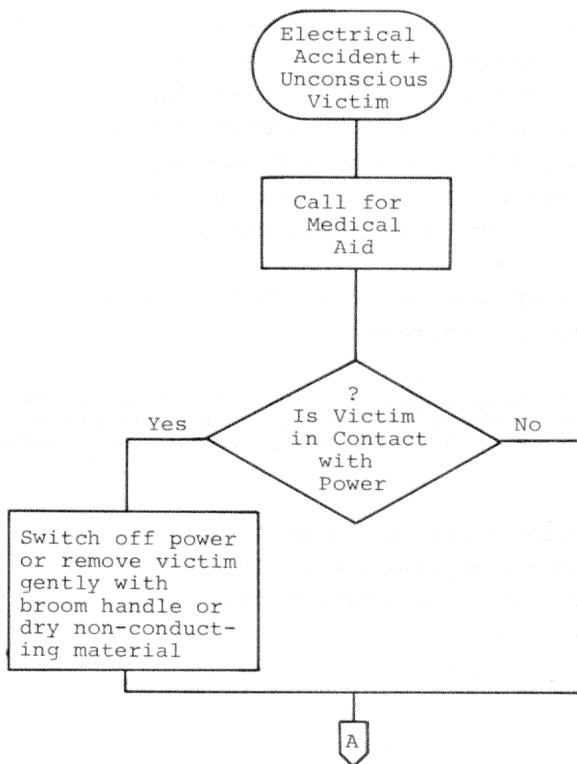 Electrical
Accident +
Unconscious
Victim
Call for
Medical
Aid
?
Is Victim
in Contact
with
Power
Yes
No
Switch off power
or remove victim
gently with
broom handle or
dry non-conduct-
ing material
A